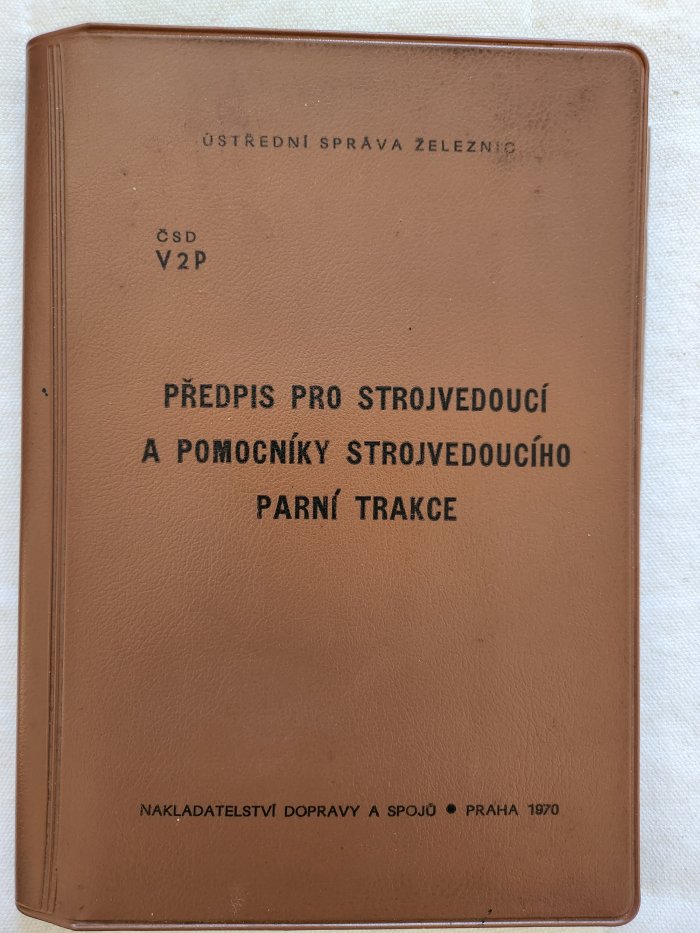 ÚSTŘEDNÍ SPRÁVA ŽELEZNIC
ČSD
V2P
PŘEDPIS PRO STROJVEDOUCÍ
A POMOCNÍKY STROJVEDOUCÍHO
PARNÍ TRAKCE
NAKLADATELSTVÍ DOPRAVY A SPOJŮ ● PRAHA 1970